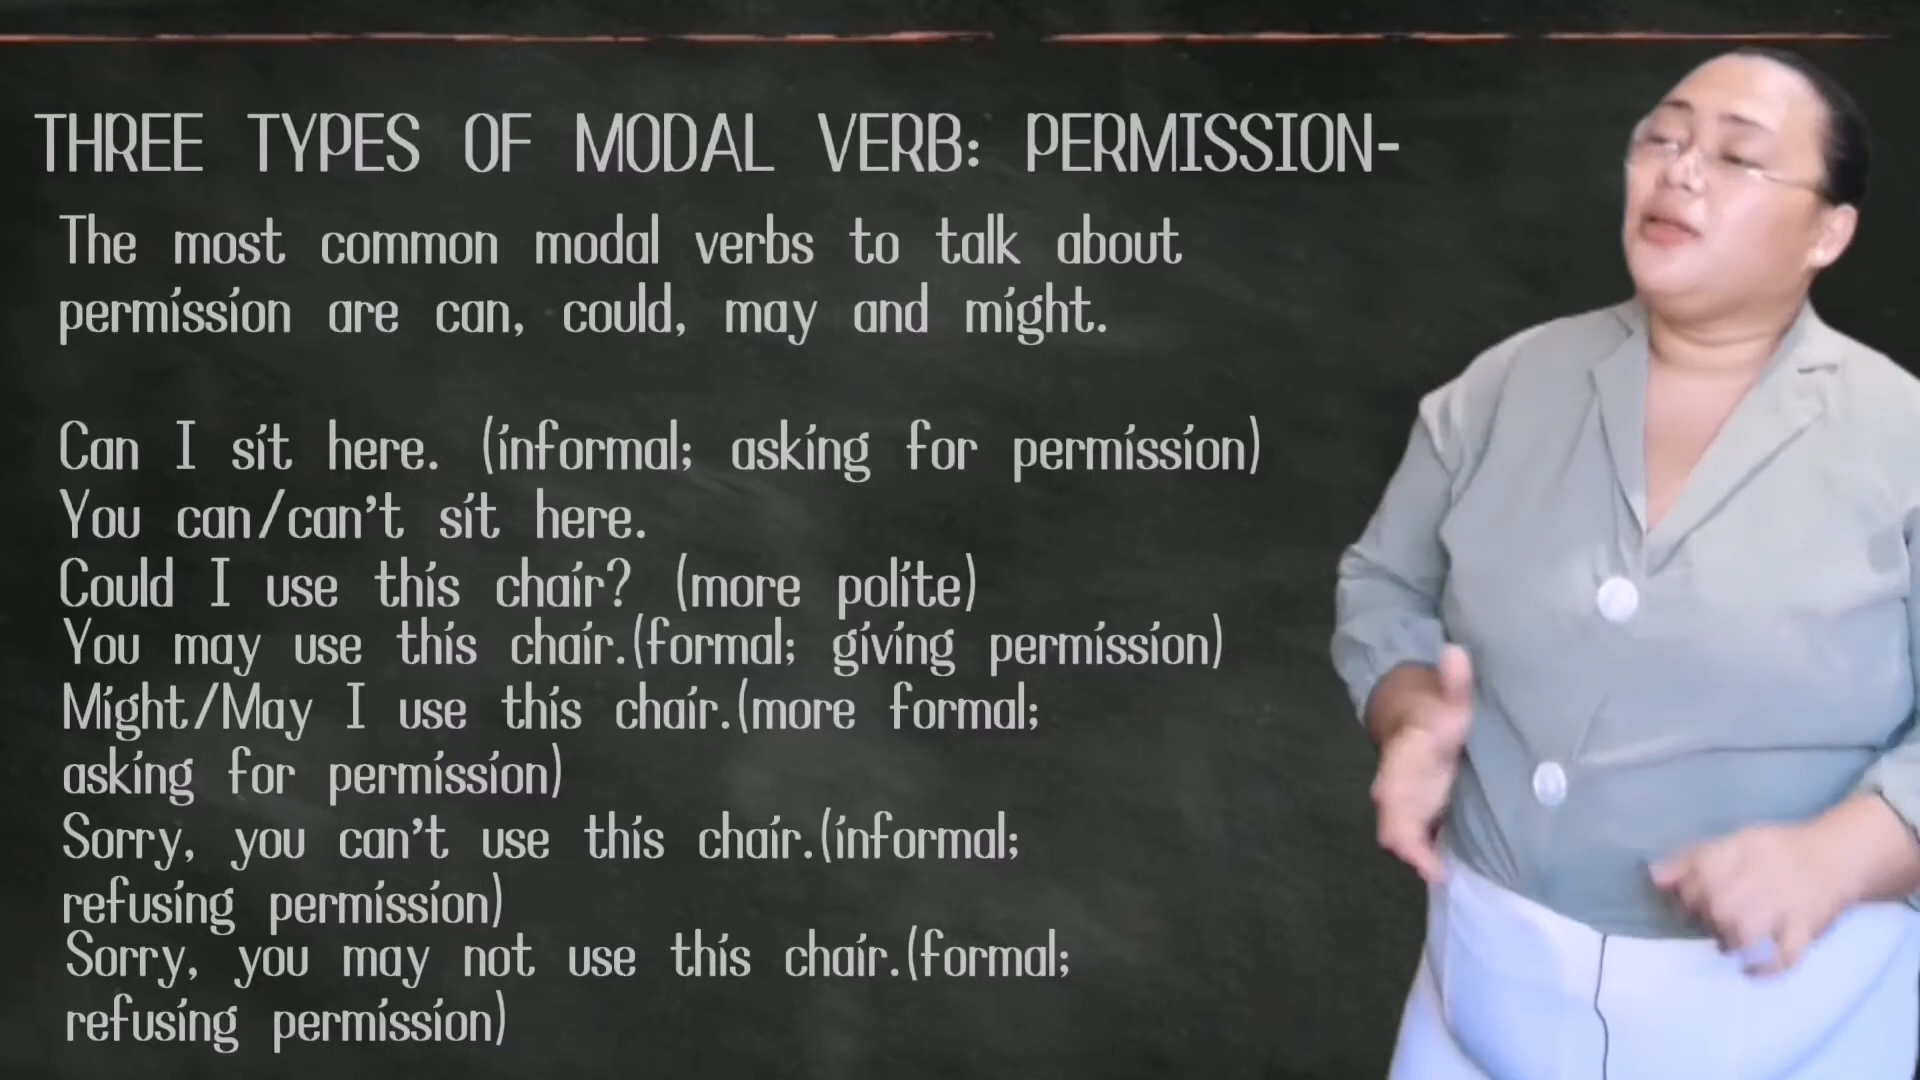 THREE TYPES OF MODAL VERB: PERMISSION-
The most common modal verbs to talk about
permission are can, could, may and might.
Can I sit here. (informal; asking for permission)
You can/can't sit here.
Could I use this chair? (more polite)
You may use this chair.(formal; giving permission)
Might/May I use this chair.(more formal;
asking for permission)
Sorry, you can't use this chair.(informal;
refusing permission)
Sorry, you may not use this chair.(formal;
refusing permission)